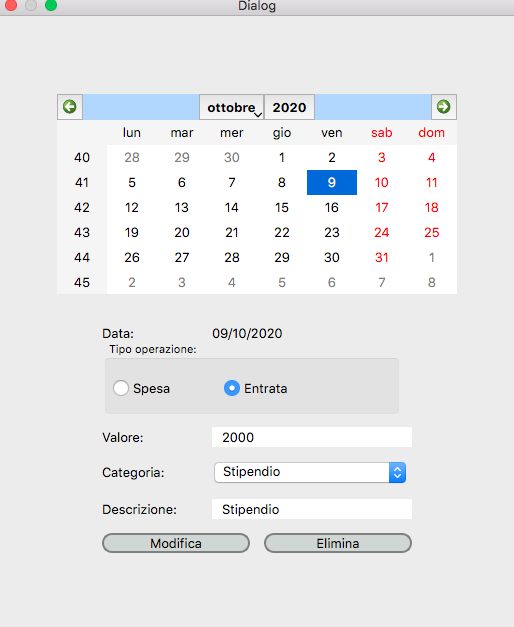 Dialog
ottobre 2020
lun mar mer gio ven sab dom
40 28 29 30 1 2 3 4
41 5 6 7 8 9 10 11
42 12 13 14 15 16 17 18
43 19 20 21 22 23 24 25
44 26 27 28 29 30 31 1
45 2 3 4 5 6 7 8
Data: 09/10/2020
Tipo operazione:
Spesa Entrata
Valore: 2000
Categoria: Stipendio
Descrizione: Stipendio
Modifica Elimina